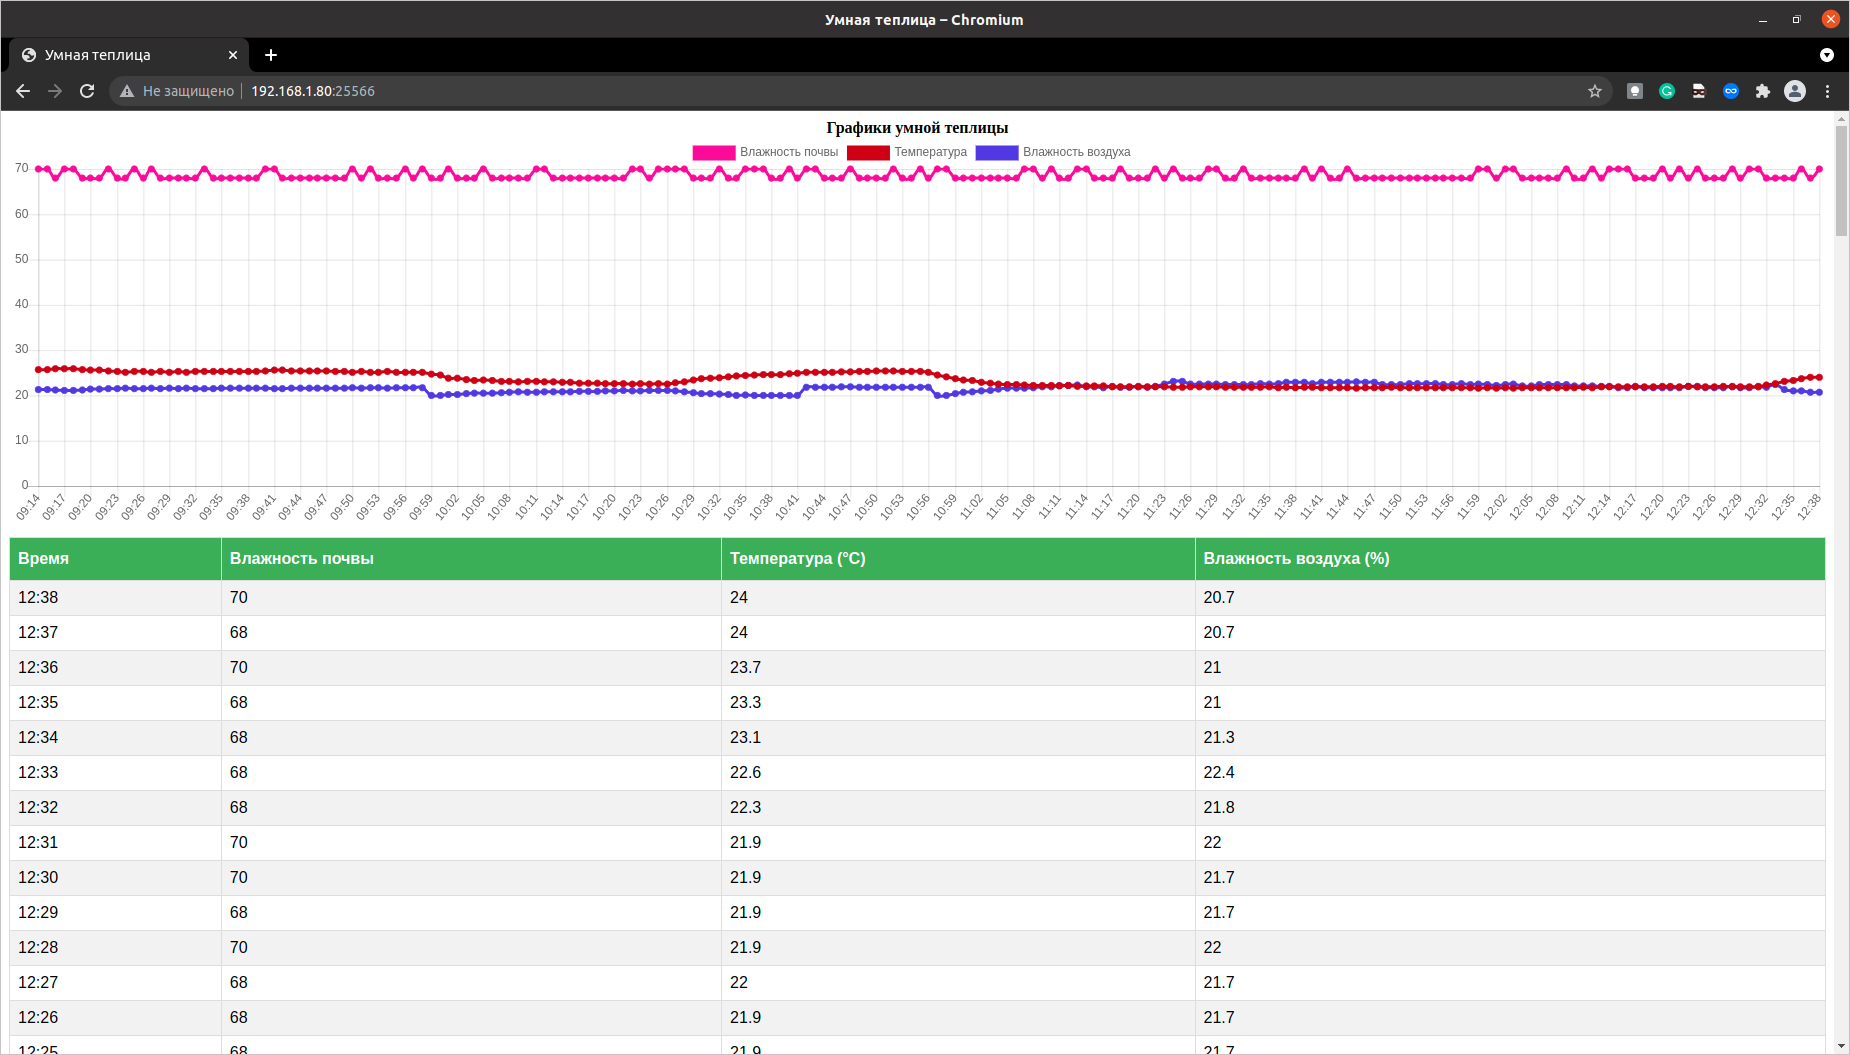 Умная теплица – Chromium
Умная теплица
Не защищено 192.168.1.80:25566
Графики умной теплицы
Влажность почвы Температура Влажность воздуха
70
60
50
40
30
20
10
0
09:14 09:17 09:20 09:23 09:26 09:29 09:32 09:35 09:38 09:41 09:44 09:47 09:50 09:53 09:56 09:59 10:02 10:05 10:08 10:11 10:14 10:17 10:20 10:23 10:26 10:29 10:32 10:35 10:38 10:41 10:44 10:47 10:50 10:53 10:56 10:59 11:02 11:05 11:08 11:11 11:14 11:17 11:20 11:23 11:26 11:29 11:32 11:35 11:38 11:41 11:44 11:47 11:50 11:53 11:56 11:59 12:02 12:05 12:08 12:11 12:14 12:17 12:20 12:23 12:26 12:29 12:32 12:35 12:38
Время Влажность почвы Температура (°C) Влажность воздуха (%)
12:38 70 24 20.7
12:37 68 24 20.7
12:36 70 23.7 21
12:35 68 23.3 21
12:34 68 23.1 21.3
12:33 68 22.6 22.4
12:32 68 22.3 21.8
12:31 70 21.9 22
12:30 70 21.9 21.7
12:29 68 21.9 21.7
12:28 70 21.9 22
12:27 68 22 21.7
12:26 68 21.9 21.7
12:25 68 21.9 21.7